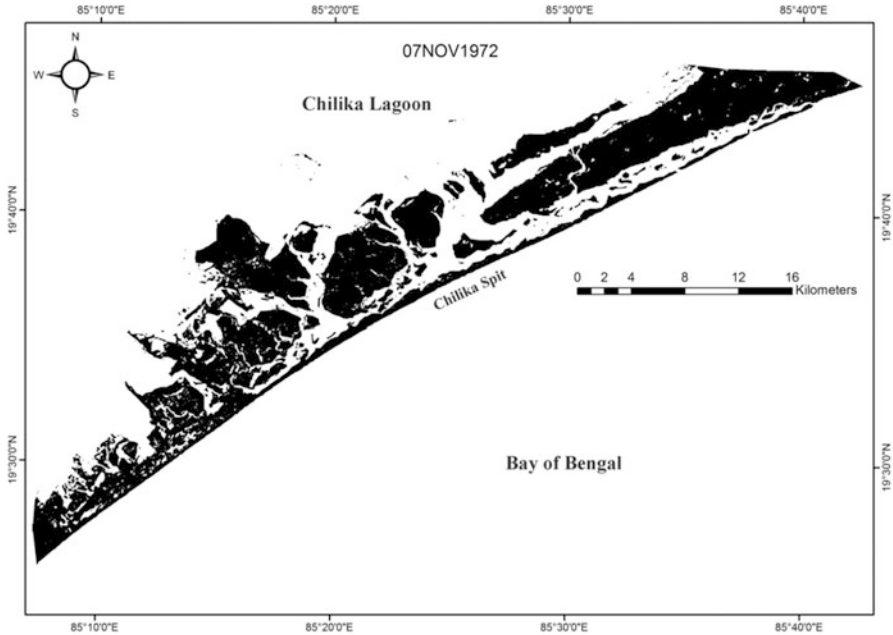 85°10'0"E 85°20'0"E 85°30'0"E 85°40'0"E
07NOV1972
N
W E
S
Chilika Lagoon
19°40'0"N 19°40'0"N
Chilika Spit
0 2 4 8 12 16
Kilometers
Bay of Bengal
19°30'0"N 19°30'0"N
85°10'0"E 85°20'0"E 85°30'0"E 85°40'0"E